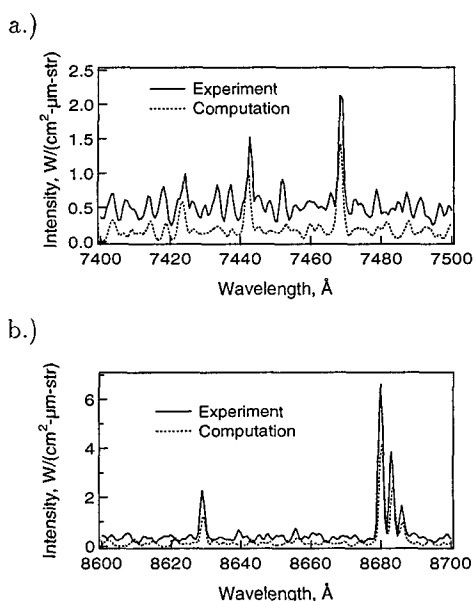 a.)
Intensity, W/(cm²-μm-str)
2.5
2.0
1.5
1.0
0.5
0.0
Experiment
Computation
7400 7420 7440 7460 7480 7500
Wavelength, Å
b.)
Intensity, W/(cm²-μm-str)
6
4
2
0
Experiment
Computation
8600 8620 8640 8660 8680 8700
Wavelength, Å